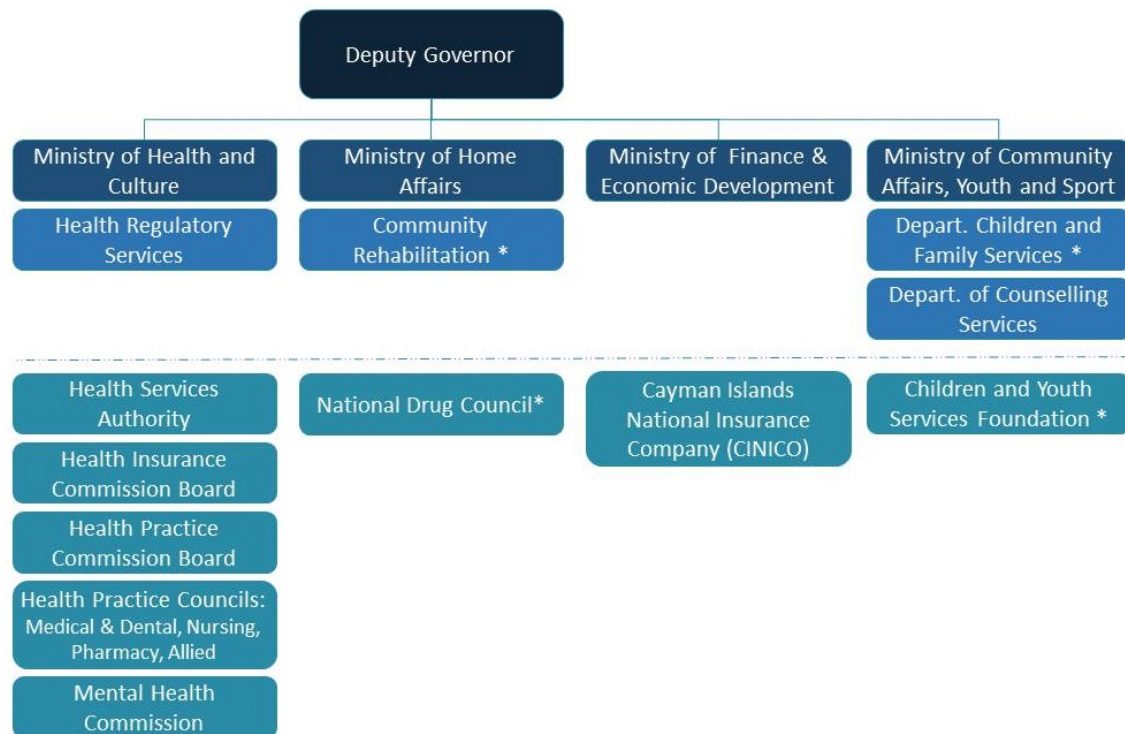 Deputy Governor
Ministry of Health and
Culture
Ministry of Home
Affairs
Ministry of Finance &
Economic Development
Ministry of Community
Affairs, Youth and Sport
Health Regulatory
Services
Community
Rehabilitation *
Depart. Children and
Family Services *
Depart. of Counselling
Services
Health Services
Authority
National Drug Council*
Cayman Islands
National Insurance
Company (CINICO)
Children and Youth
Services Foundation *
Health Insurance
Commission Board
Health Practice
Commission Board
Health Practice Councils:
Medical & Dental, Nursing,
Pharmacy, Allied
Mental Health
Commission